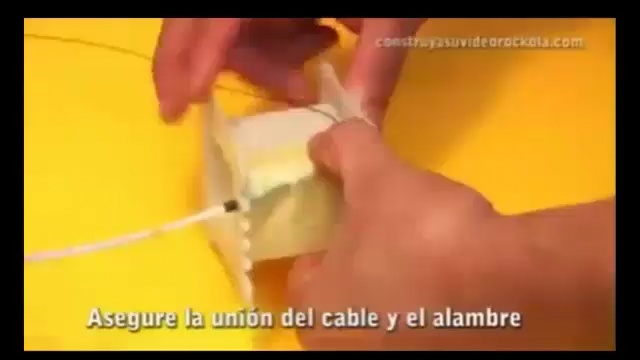 construyasuvideorockola.com
Asegure la unión del cable y el alambre